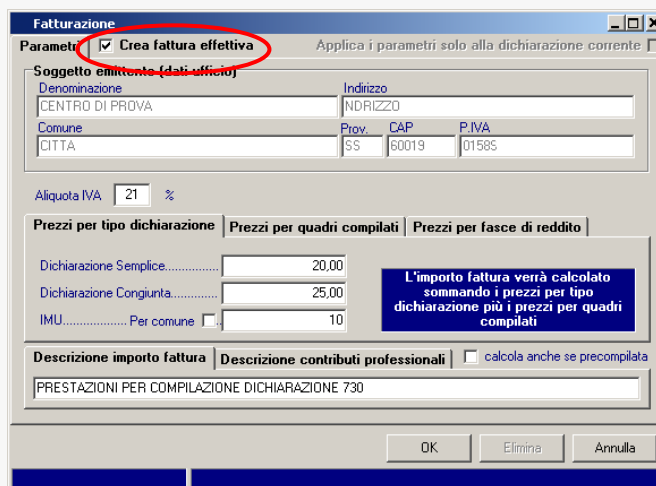 Fatturazione
Parametri Crea fattura effettiva Applica i parametri solo alla dichiarazione corrente
Soggetto emittente (dati ufficio)
Denominazione Indirizzo
CENTRO DI PROVA NDRIZZO
Comune Prov. CAP P.IVA
CITTA SS 60019 01585
Aliquota IVA 21 %
Prezzi per tipo dichiarazione Prezzi per quadri compilati Prezzi per fasce di reddito
Dichiarazione Semplice................ 20,00
Dichiarazione Congiunta............. 25,00
IMU.................. Per comune .. 10
L'importo fattura verrà calcolato
sommando i prezzi per tipo
dichiarazione più i prezzi per quadri
compilati
Descrizione importo fattura Descrizione contributi professionali calcola anche se precompilata
PRESTAZIONI PER COMPILAZIONE DICHIARAZIONE 730
OK Elimina Annulla